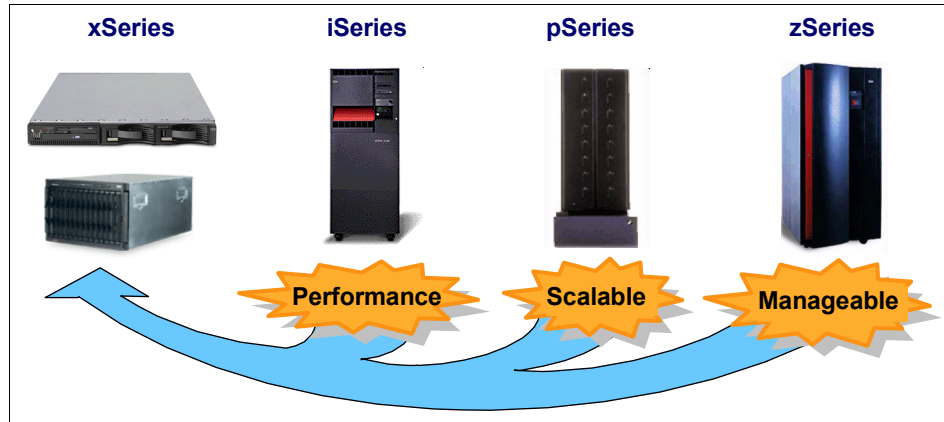 xSeries
iSeries
pSeries
zSeries
Performance
Scalable
Manageable